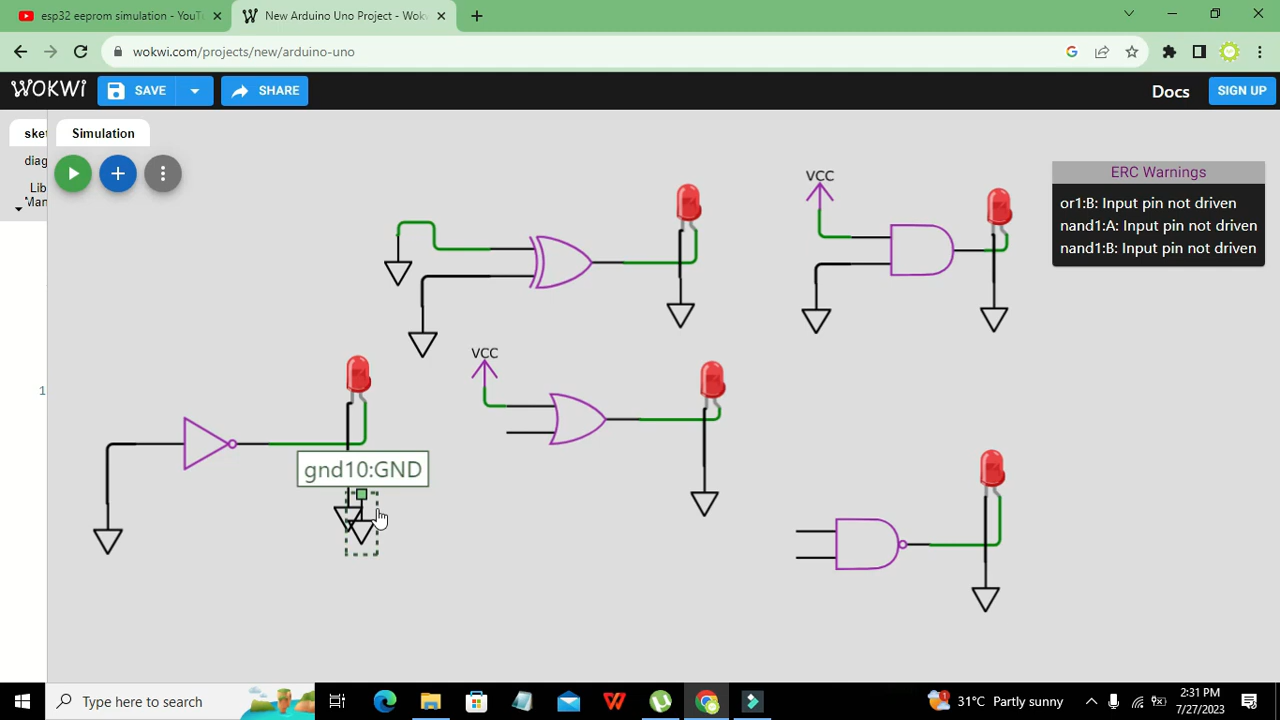 esp32 eeprom simulation - YouT
New Arduino Uno Project - Wok
wokwi.com/projects/new/arduino-uno
WOKWI
SAVE
SHARE
Docs
SIGN UP
sket
Simulation
diag
Lib
Man
1
VCC
ERC Warnings
or1:B: Input pin not driven
nand1:A: Input pin not driven
nand1:B: Input pin not driven
VCC
gnd10:GND
Type here to search
1
31°C Partly sunny
2:31 PM
7/27/2023